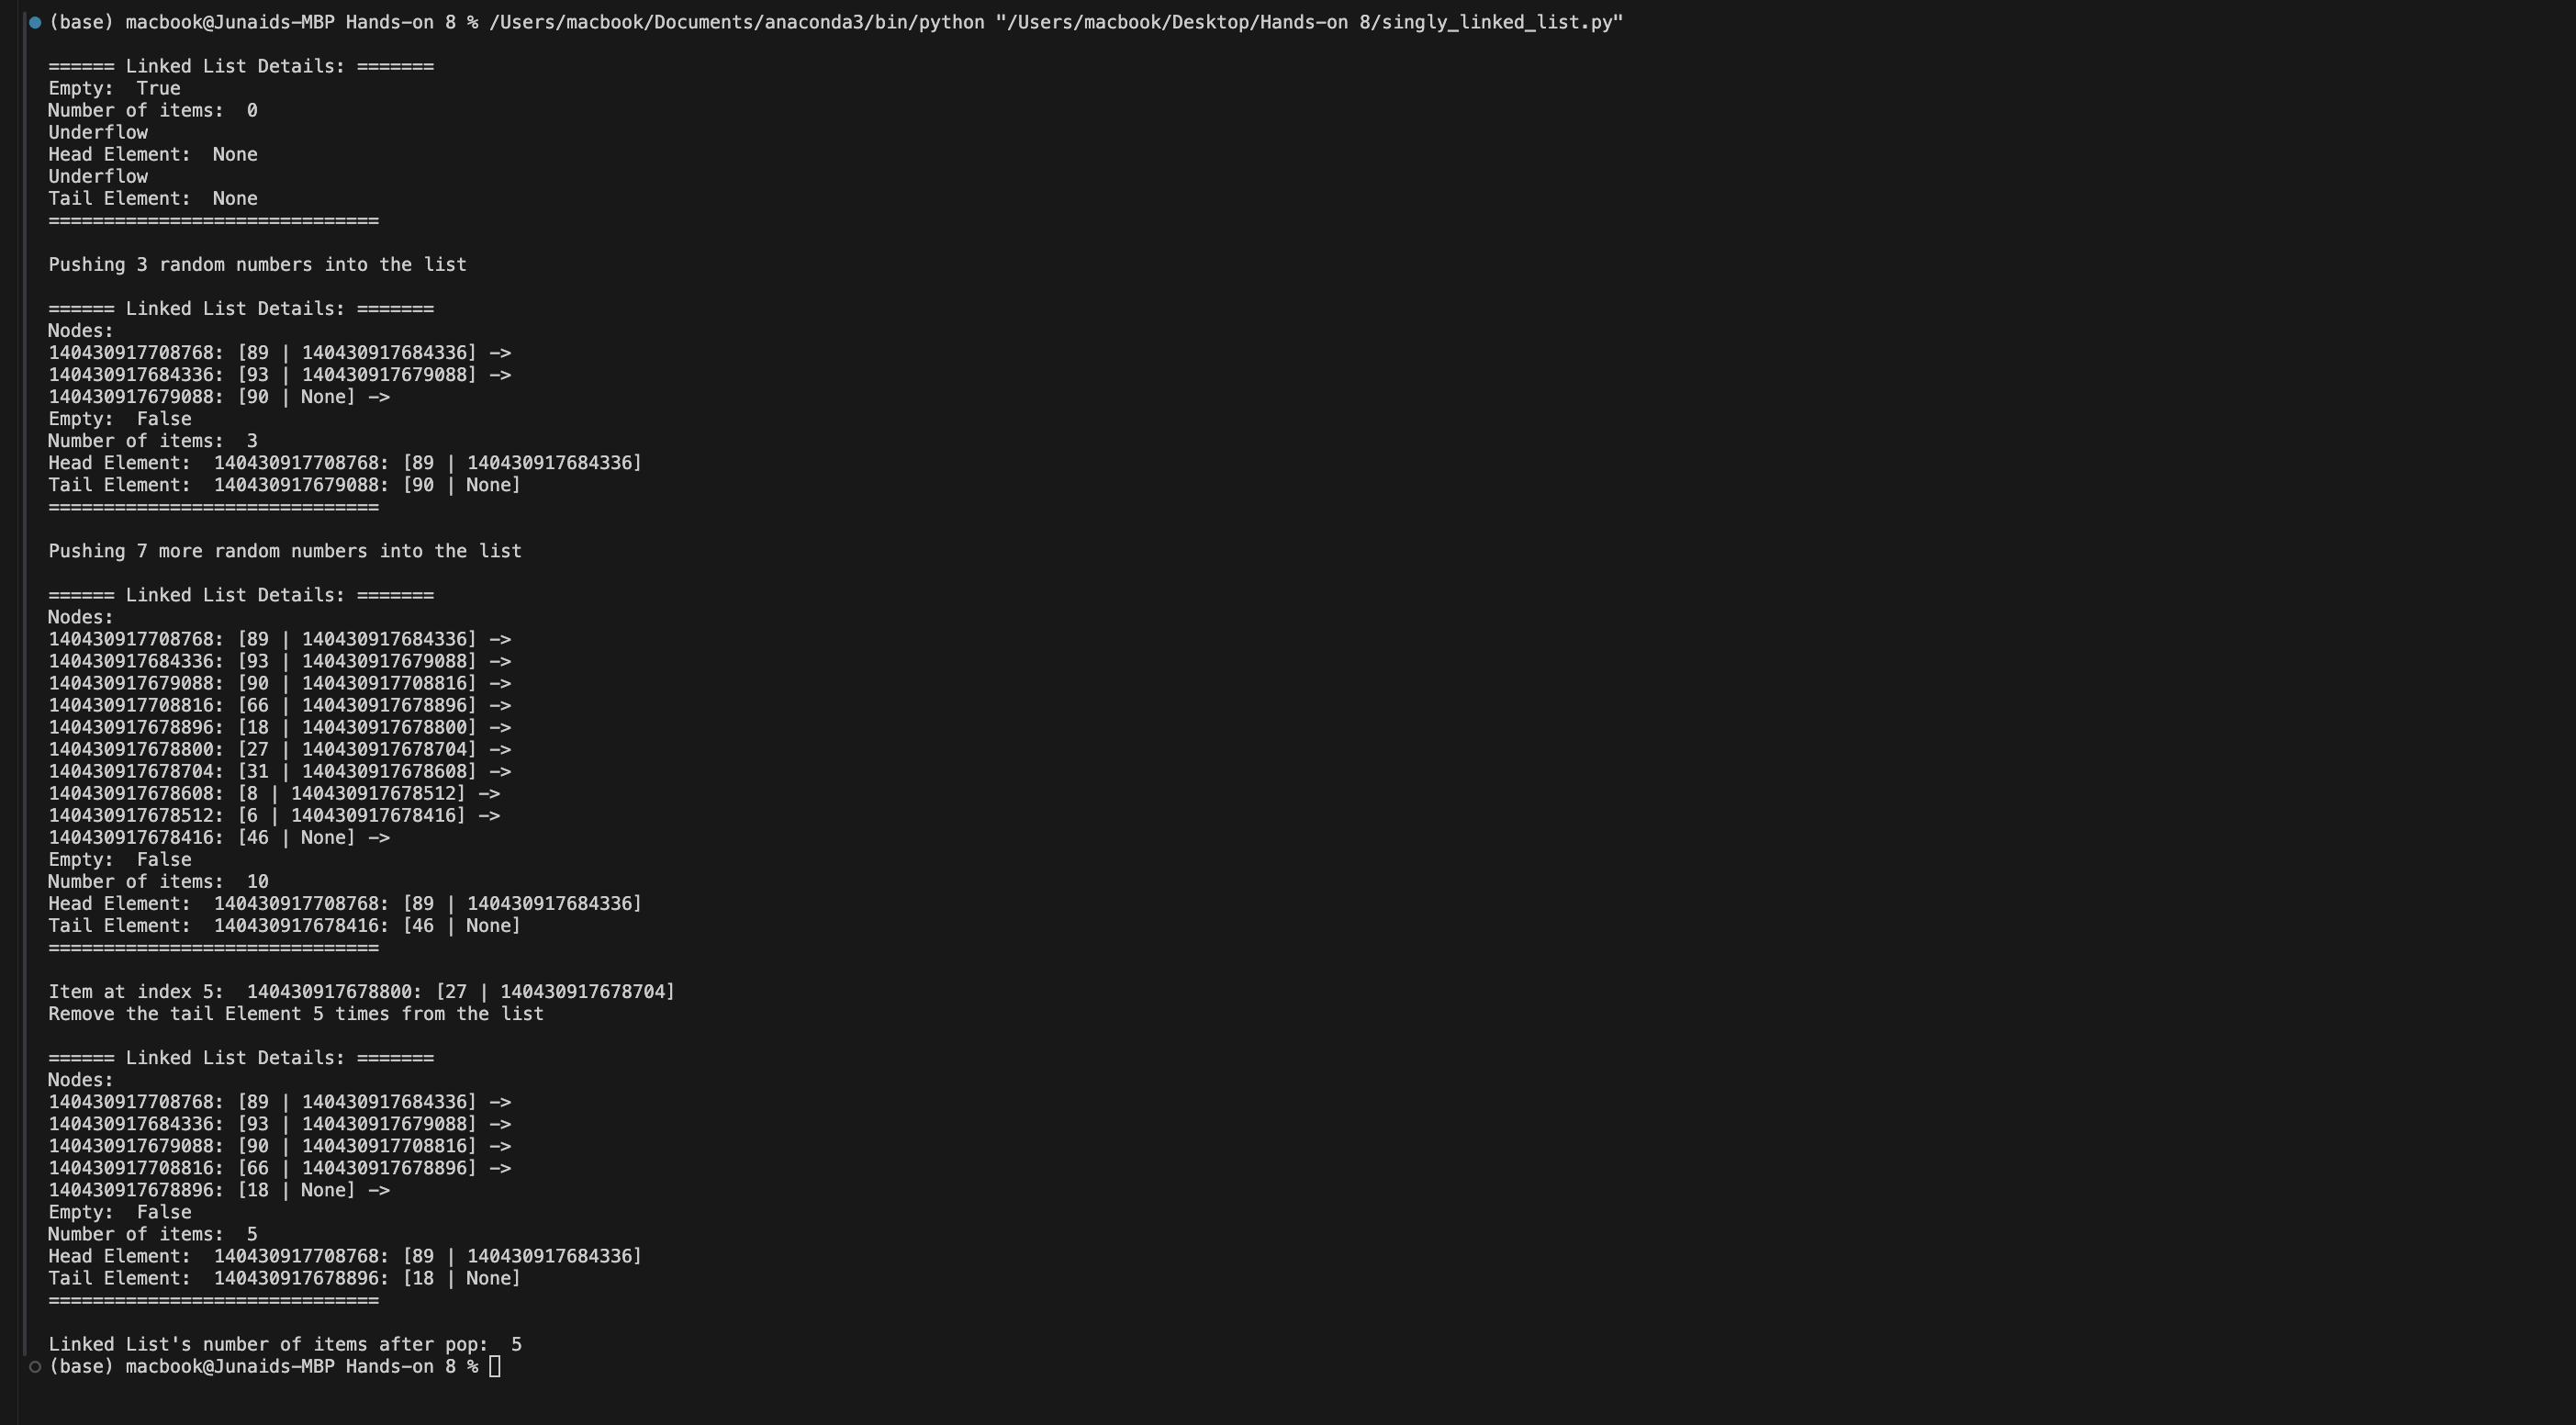 (base) macbook@Junaids-MBP Hands-on 8 % /Users/macbook/Documents/anaconda3/bin/python "/Users/macbook/Desktop/Hands-on 8/singly_linked_list.py"
====== Linked List Details: =======
Empty:  True
Number of items:  0
Underflow
Head Element:  None
Underflow
Tail Element:  None
==============================
Pushing 3 random numbers into the list
====== Linked List Details: =======
Nodes:
140430917708768: [89 | 140430917684336] ->
140430917684336: [93 | 140430917679088] ->
140430917679088: [90 | None] ->
Empty:  False
Number of items:  3
Head Element:  140430917708768: [89 | 140430917684336]
Tail Element:  140430917679088: [90 | None]
==============================
Pushing 7 more random numbers into the list
====== Linked List Details: =======
Nodes:
140430917708768: [89 | 140430917684336] ->
140430917684336: [93 | 140430917679088] ->
140430917679088: [90 | 140430917708816] ->
140430917708816: [66 | 140430917678896] ->
140430917678896: [18 | 140430917678800] ->
140430917678800: [27 | 140430917678704] ->
140430917678704: [31 | 140430917678608] ->
140430917678608: [8 | 140430917678512] ->
140430917678512: [6 | 140430917678416] ->
140430917678416: [46 | None] ->
Empty:  False
Number of items:  10
Head Element:  140430917708768: [89 | 140430917684336]
Tail Element:  140430917678416: [46 | None]
==============================
Item at index 5:  140430917678800: [27 | 140430917678704]
Remove the tail Element 5 times from the list
====== Linked List Details: =======
Nodes:
140430917708768: [89 | 140430917684336] ->
140430917684336: [93 | 140430917679088] ->
140430917679088: [90 | 140430917708816] ->
140430917708816: [66 | 140430917678896] ->
140430917678896: [18 | None] ->
Empty:  False
Number of items:  5
Head Element:  140430917708768: [89 | 140430917684336]
Tail Element:  140430917678896: [18 | None]
==============================
Linked List's number of items after pop:  5
(base) macbook@Junaids-MBP Hands-on 8 %